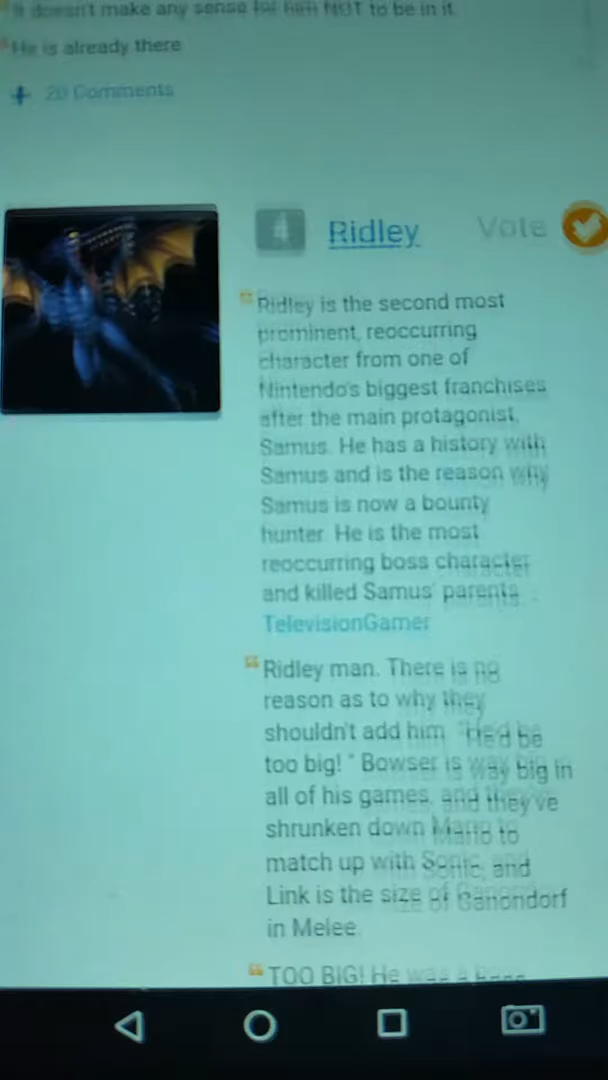 It doesn't make any sense for him NOT to be in it.
He is already there
20 Comments
4 Ridley Vote
Ridley is the second most
prominent, reoccurring
character from one of
Nintendo's biggest franchises
after the main protagonist,
Samus. He has a history with
Samus and is the reason why
Samus is now a bounty
hunter. He is the most
reoccurring boss character
and killed Samus' parents.
TelevisionGamer
Ridley man. There is no
reason as to why they
shouldn't add him. "He'd be
too big! " Bowser is way big in
all of his games, and they've
shrunken down Mario to
match up with Sonic, and
Link is the size of Ganondorf
in Melee.
TOO BIG! He was a